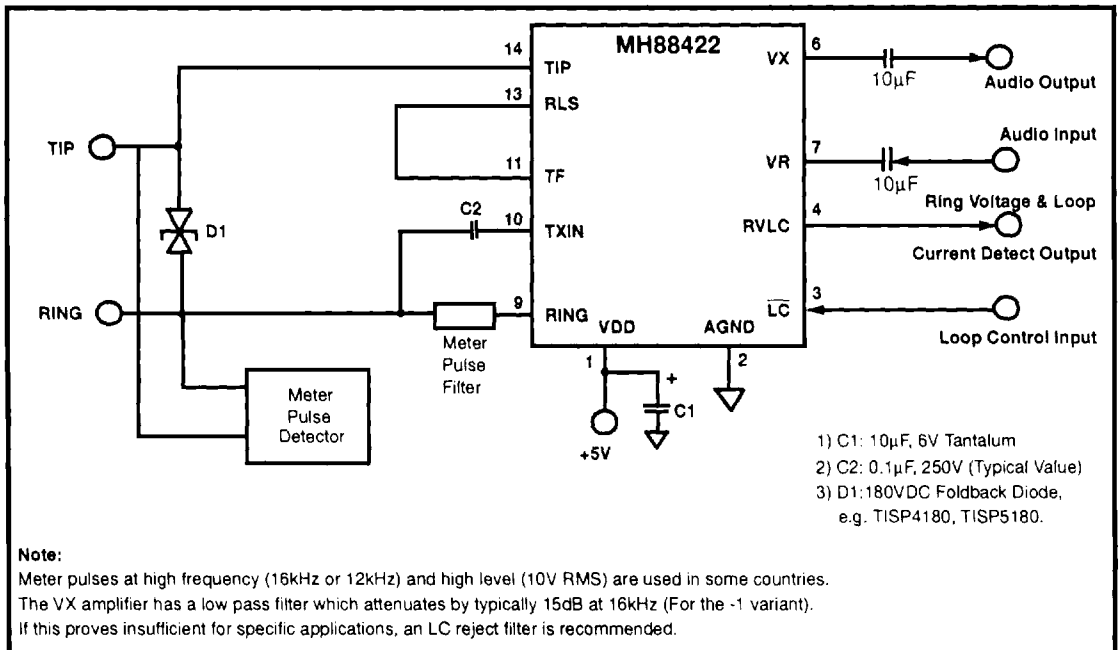 MH88422
14
TIP
13
RLS
11
TF
C2
10
TXIN
9
RING
VX
6
10µF
Audio Output
Audio Input
VR
7
10µF
Ring Voltage & Loop
4
RVLC
Current Detect Output
3
LC
Loop Control Input
TIP
D1
RING
Meter
Pulse
Filter
VDD
AGND
1
2
+
C1
+5V
Meter
Pulse
Detector
1) C1: 10µF, 6V Tantalum
2) C2: 0.1µF, 250V (Typical Value)
3) D1:180VDC Foldback Diode,
e.g. TISP4180, TISP5180.
Note:
Meter pulses at high frequency (16kHz or 12kHz) and high level (10V RMS) are used in some countries.
The VX amplifier has a low pass filter which attenuates by typically 15dB at 16kHz (For the -1 variant).
If this proves insufficient for specific applications, an LC reject filter is recommended.